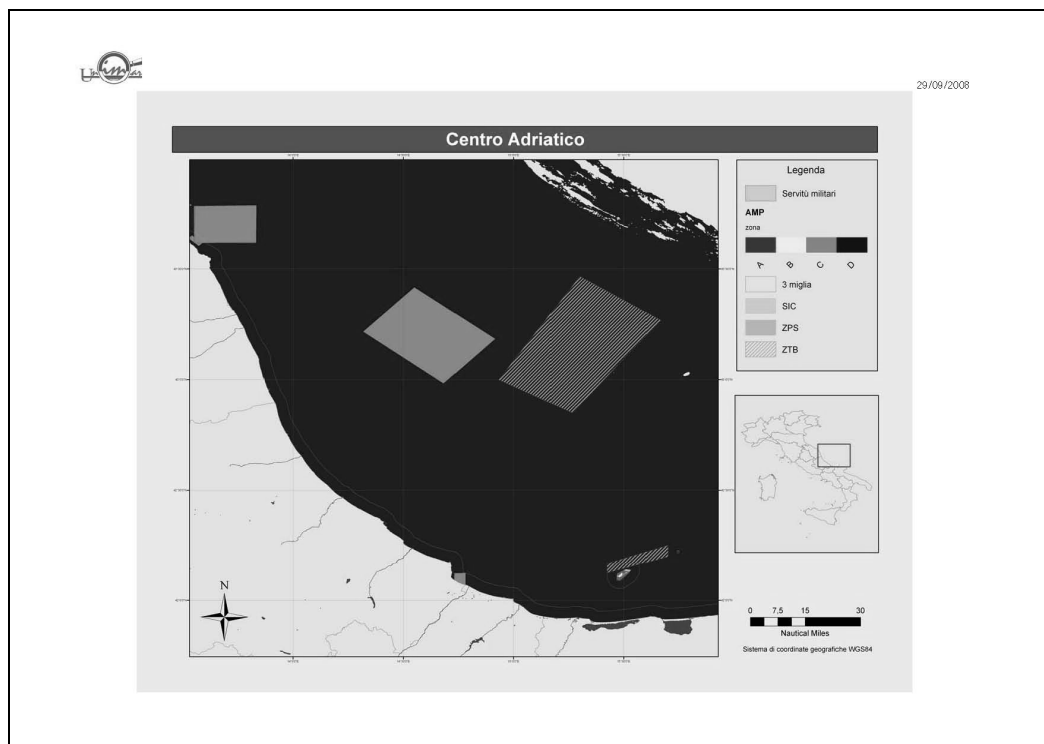 Unimar
29/09/2008
Centro Adriatico
Legenda
Servitù militari
AMP
zona
A B C D
3 miglia
SIC
ZPS
ZTB
N
0 7,5 15 30
Nautical Miles
Sistema di coordinate geografiche WGS84